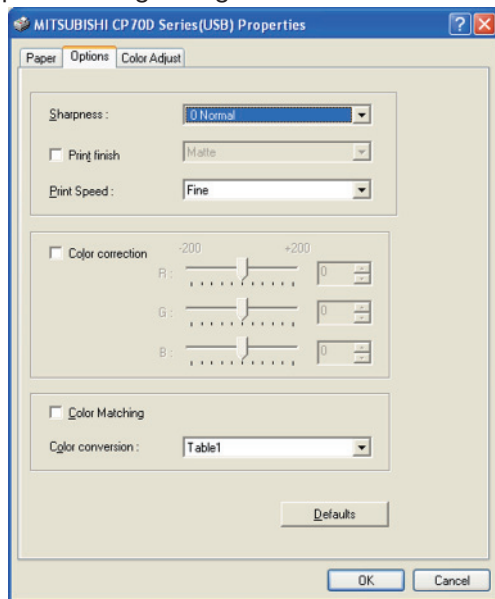 MITSUBISHI CP70D Series(USB) Properties
Paper Options Color Adjust
Sharpness : 0 Normal
Print finish Matte
Print Speed : Fine
Color correction -200 +200
R : 0
G : 0
B : 0
Color Matching
Color conversion : Table1
Defaults
OK Cancel